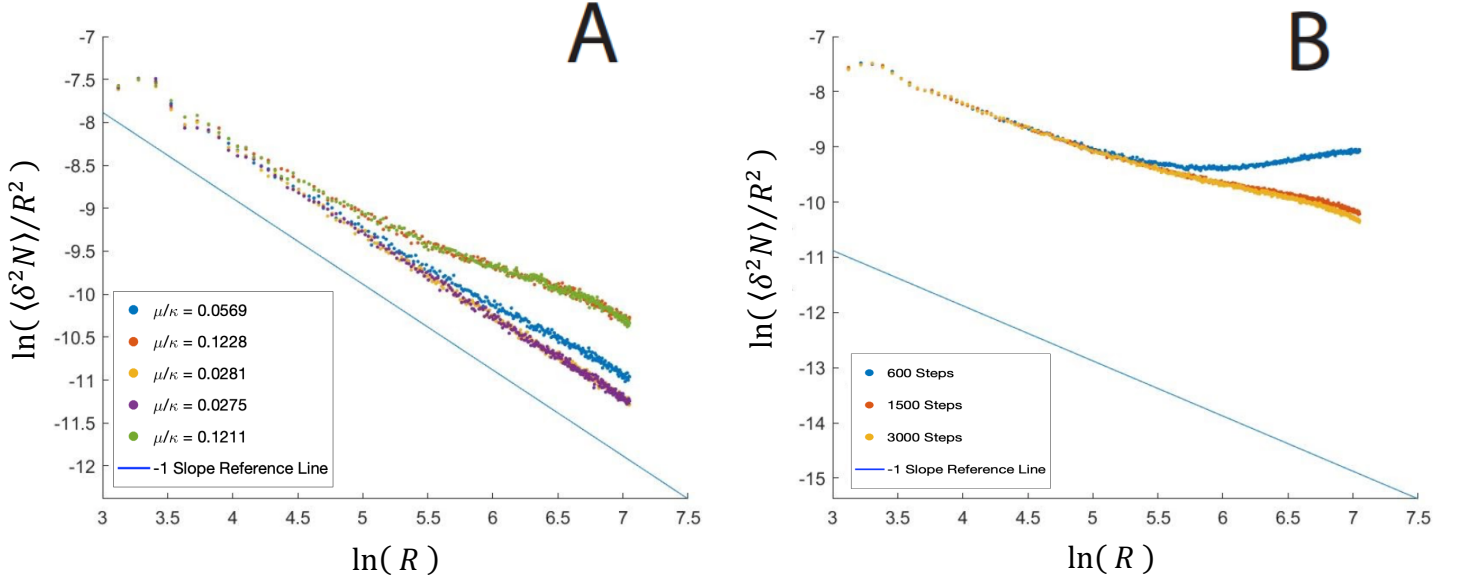 A
-7
-7.5
-8
-8.5
-9
-9.5
-10
-10.5
-11
-11.5
-12
ln( ⟨δ²N⟩/R² )
μ/κ = 0.0569
μ/κ = 0.1228
μ/κ = 0.0281
μ/κ = 0.0275
μ/κ = 0.1211
-1 Slope Reference Line
3 3.5 4 4.5 5 5.5 6 6.5 7 7.5
ln( R )
B
-7
-8
-9
-10
-11
-12
-13
-14
-15
ln( ⟨δ²N⟩/R² )
600 Steps
1500 Steps
3000 Steps
-1 Slope Reference Line
3 3.5 4 4.5 5 5.5 6 6.5 7 7.5
ln( R )